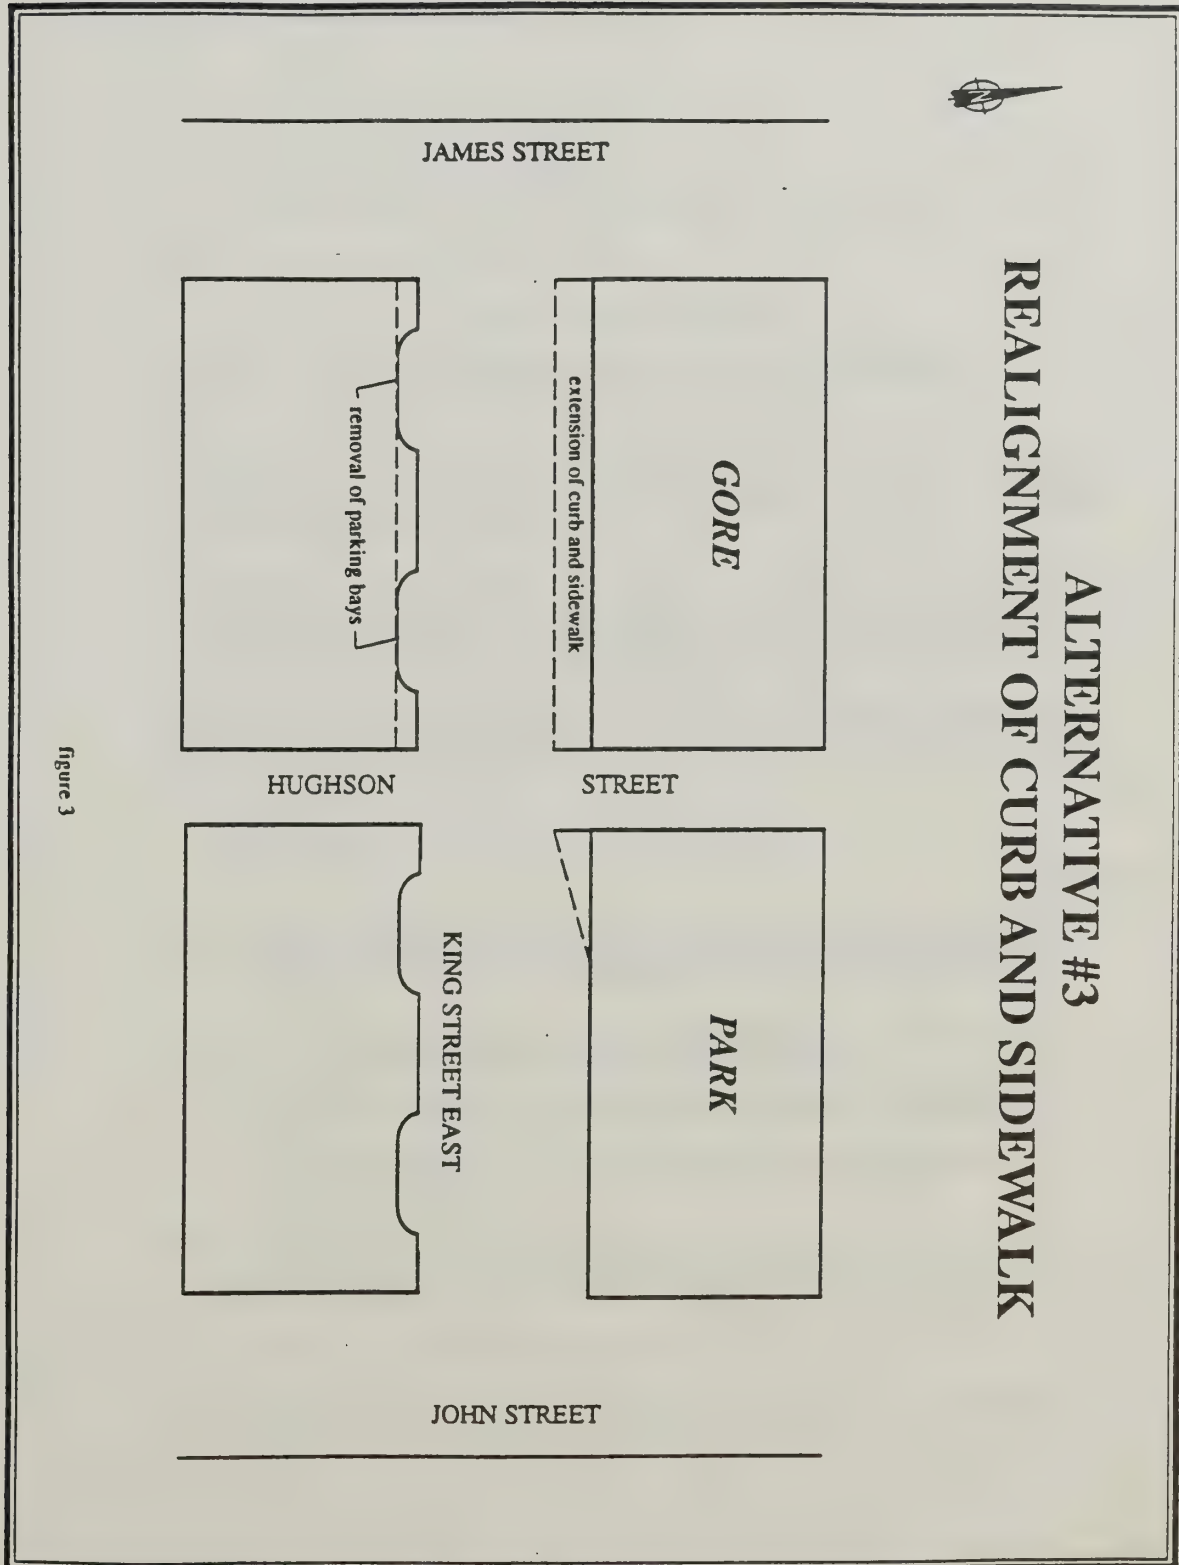 ALTERNATIVE #3
REALIGNMENT OF CURB AND SIDEWALK
N
JAMES STREET
GORE
PARK
extension of curb and sidewalk
HUGHSON
STREET
KING STREET EAST
removal of parking bays
JOHN STREET
figure 3